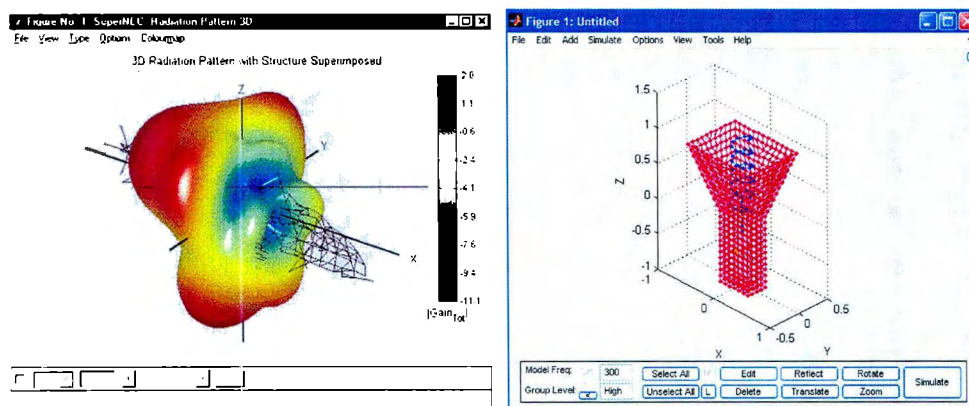 Figure No. 1 SuperNEC Radiation Pattern 3D
File View Type Options Colourmap
3D Radiation Pattern with Structure Superimposed
Z
Y
X
2.8
1.1
-0.6
-4.1
-5.9
-7.6
-9.4
-11.1
|Gain Tot|
Figure 1: Untitled
File Edit Add Simulate Options View Tools Help
1.5
1
0.5
0
-0.5
-1
Z
-1
0
1
X
-0.5
0
0.5
Y
Model Freq: 300 Select All Edit Reflect Rotate
Group Level: < High Unselect All L Delete Translate Zoom
Simulate